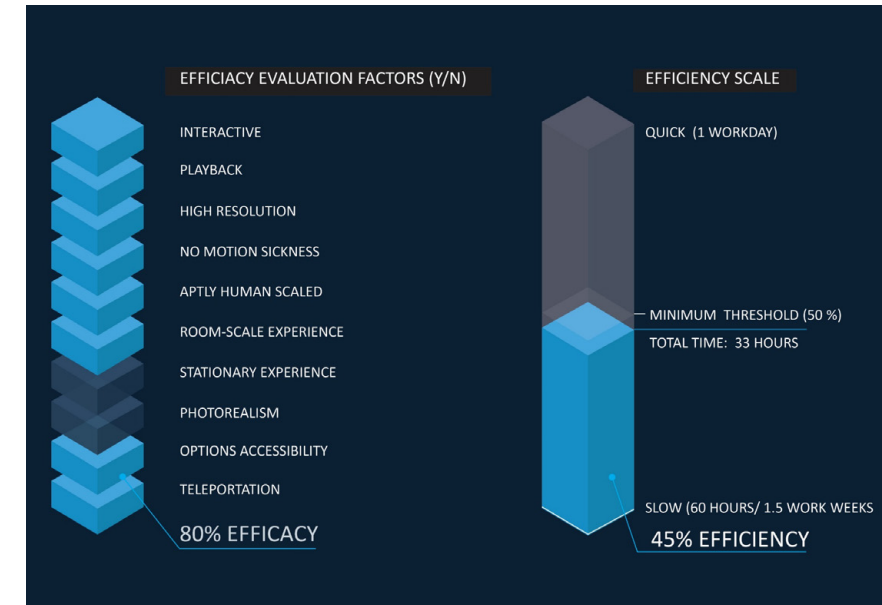 EFFICIACY EVALUATION FACTORS (Y/N)
INTERACTIVE
PLAYBACK
HIGH RESOLUTION
NO MOTION SICKNESS
APTLY HUMAN SCALED
ROOM-SCALE EXPERIENCE
STATIONARY EXPERIENCE
PHOTOREALISM
OPTIONS ACCESSIBILITY
TELEPORTATION
80% EFFICACY
EFFICIENCY SCALE
QUICK (1 WORKDAY)
MINIMUM THRESHOLD (50 %)
TOTAL TIME: 33 HOURS
SLOW (60 HOURS/ 1.5 WORK WEEKS
45% EFFICIENCY